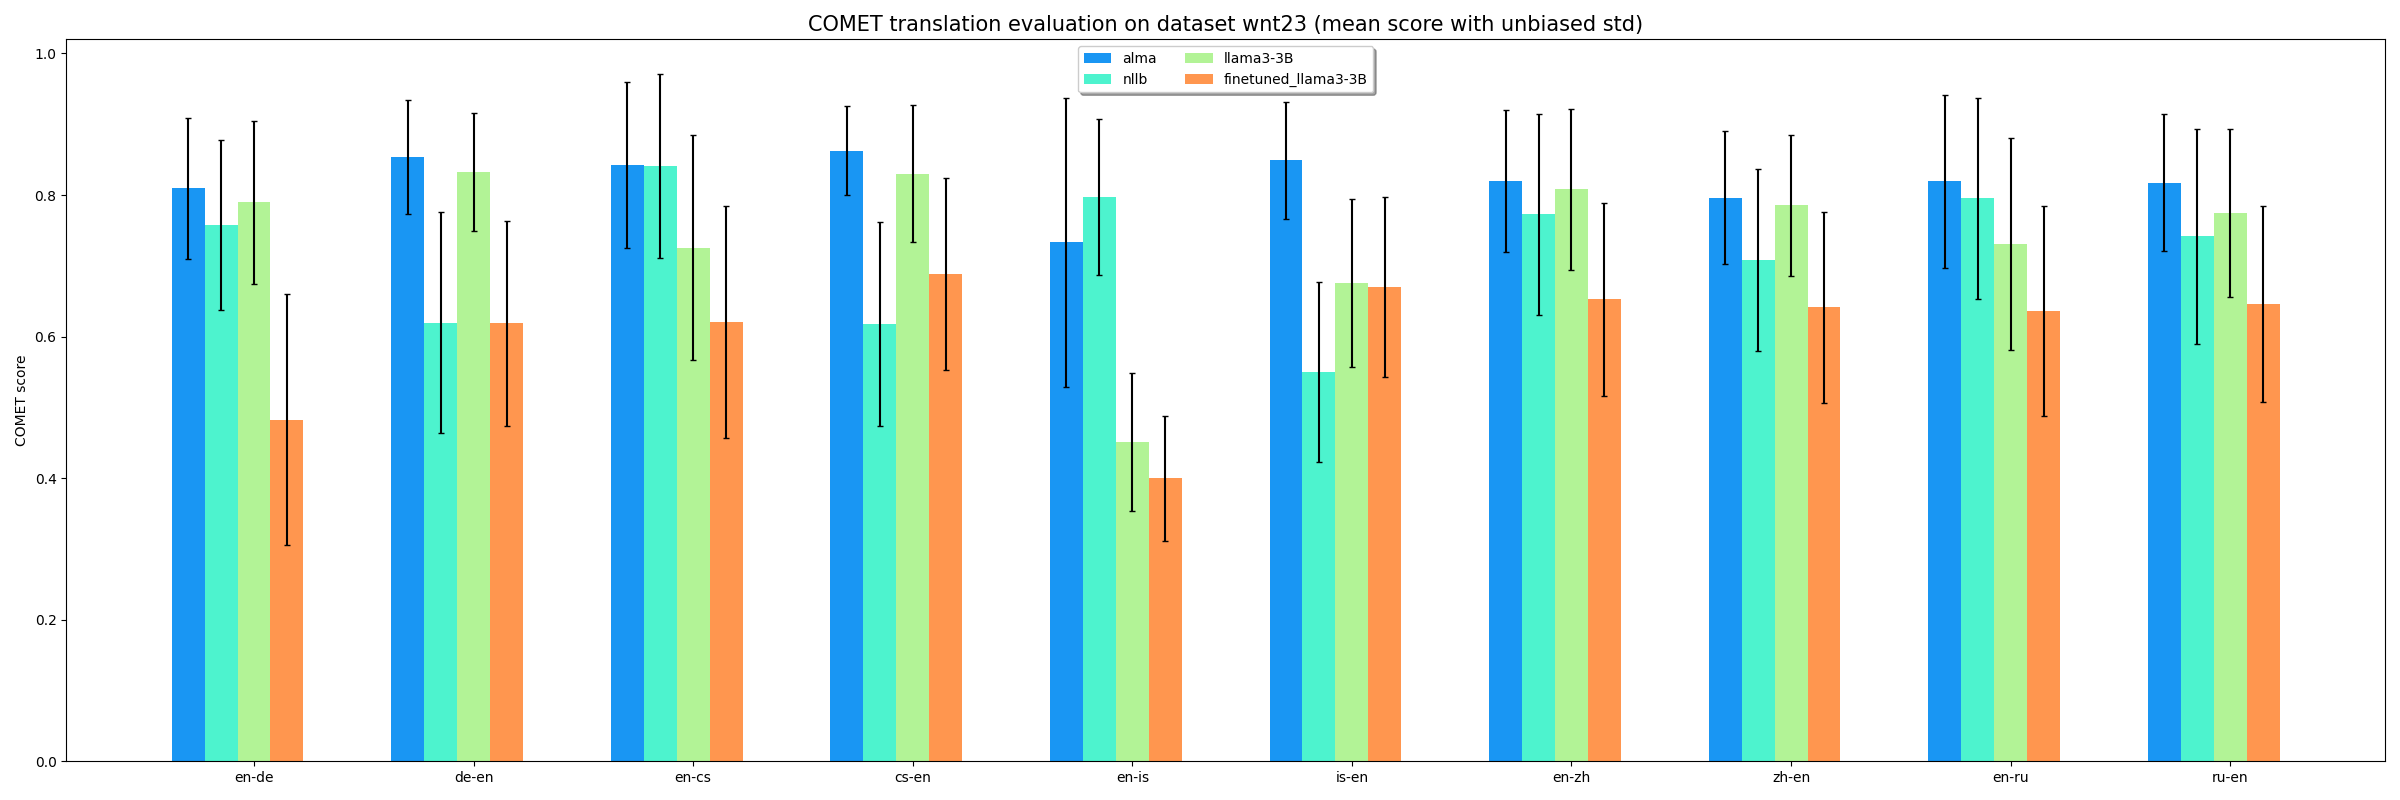 COMET translation evaluation on dataset wnt23 (mean score with unbiased std)
alma
nllb
llama3-3B
finetuned_llama3-3B
COMET score
1.0
0.8
0.6
0.4
0.2
0.0
en-de de-en en-cs cs-en en-is is-en en-zh zh-en en-ru ru-en